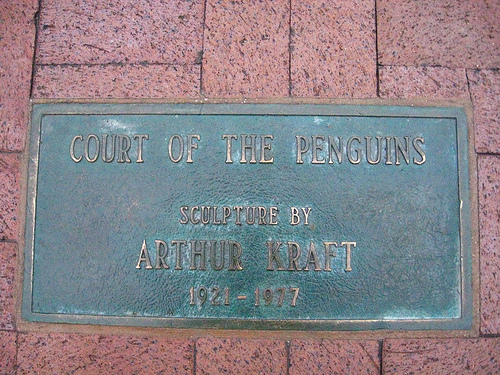 COURT OF THE PENGUINS
SCULPTURE BY
ARTHUR KRAFT
1921-1977